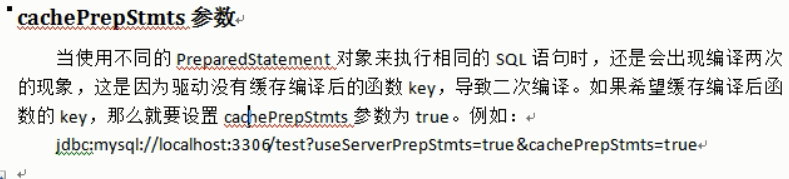 cachePrepStmts 参数
当使用不同的 PreparedStatement 对象来执行相同的 SQL 语句时，还是会出现编译两次
的现象，这是因为驱动没有缓存编译后的函数 key，导致二次编译。如果希望缓存编译后函
数的 key，那么就要设置 cachePrepStmts 参数为 true。例如：
jdbc:mysql://localhost:3306/test?useServerPrepStmts=true&cachePrepStmts=true